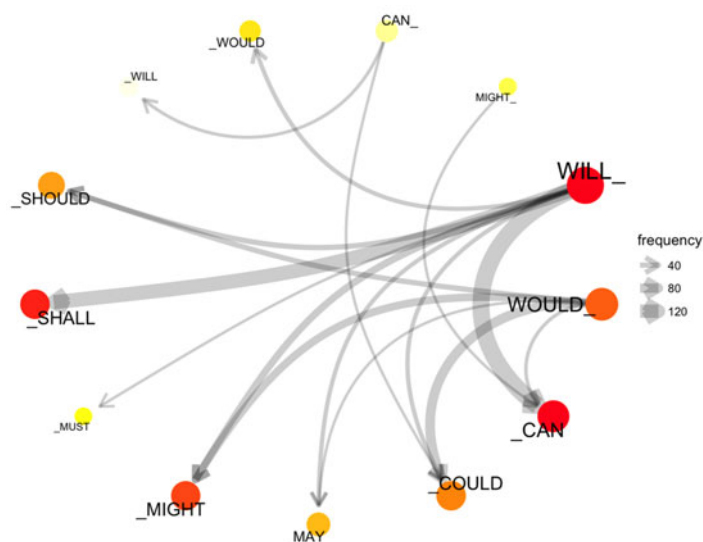 CAN_
_WOULD
_WILL
MIGHT_
WILL_
_SHOULD
frequency
40
80
120
WOULD_
_SHALL
_MUST
_CAN
_COULD
_MIGHT
MAY